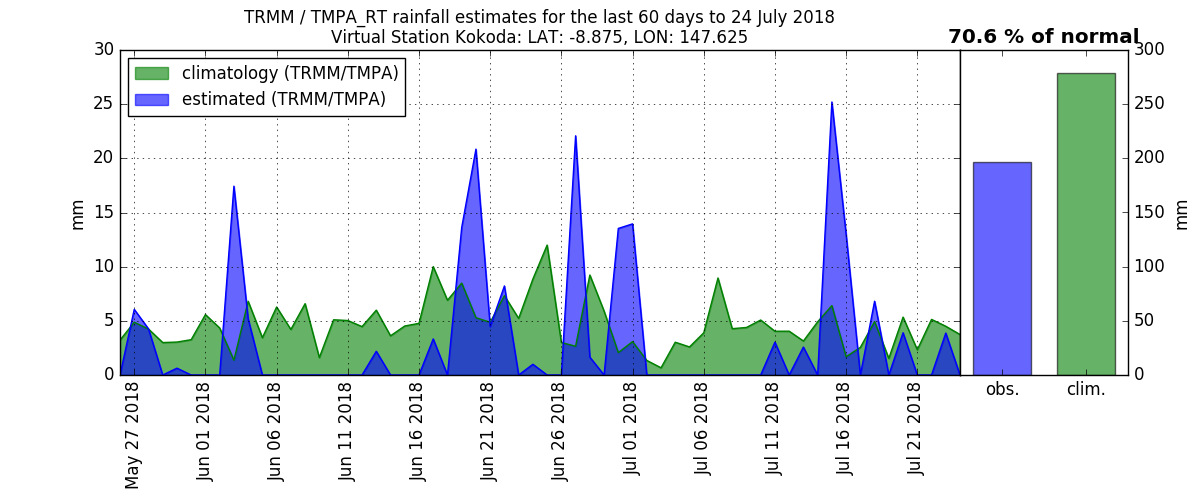 TRMM / TMPA_RT rainfall estimates for the last 60 days to 24 July 2018
Virtual Station Kokoda: LAT: -8.875, LON: 147.625
70.6 % of normal
climatology (TRMM/TMPA)
estimated (TRMM/TMPA)
30
25
20
15
10
5
0
mm
300
250
200
150
100
50
0
mm
May 27 2018
Jun 01 2018
Jun 06 2018
Jun 11 2018
Jun 16 2018
Jun 21 2018
Jun 26 2018
Jul 01 2018
Jul 06 2018
Jul 11 2018
Jul 16 2018
Jul 21 2018
obs.
clim.